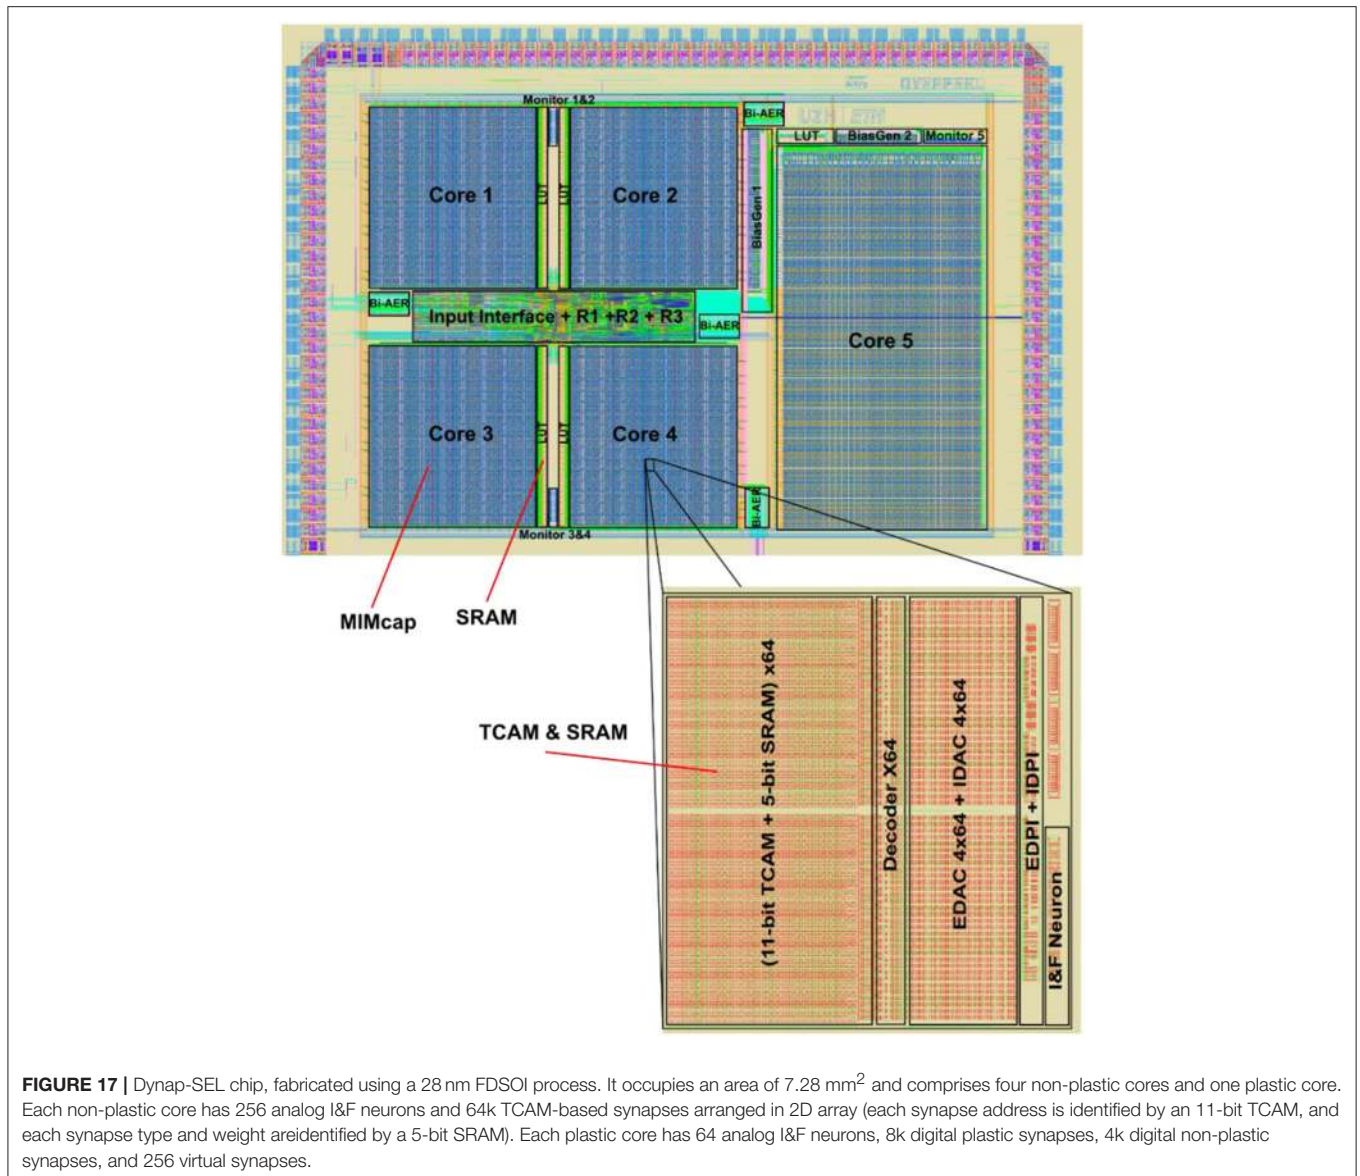 Monitor 1&2
Bi-AER
LUT BiasGen 2 Monitor 5
Core 1
LUT
LUT
Core 2
BiasGen 1
Bi-AER
Input Interface + R1 +R2 + R3
Bi-AER
Core 5
Core 3
LUT
LUT
Core 4
Bi-AER
Monitor 3&4
MIMcap
SRAM
TCAM & SRAM
(11-bit TCAM + 5-bit SRAM) x64
Decoder X64
EDAC 4x64 + IDAC 4x64
EDPI + IDPI
I&F Neuron
FIGURE 17 | Dynap-SEL chip, fabricated using a 28 nm FDSOI process. It occupies an area of 7.28 mm² and comprises four non-plastic cores and one plastic core.
Each non-plastic core has 256 analog I&F neurons and 64k TCAM-based synapses arranged in 2D array (each synapse address is identified by an 11-bit TCAM, and
each synapse type and weight areidentified by a 5-bit SRAM). Each plastic core has 64 analog I&F neurons, 8k digital plastic synapses, 4k digital non-plastic
synapses, and 256 virtual synapses.